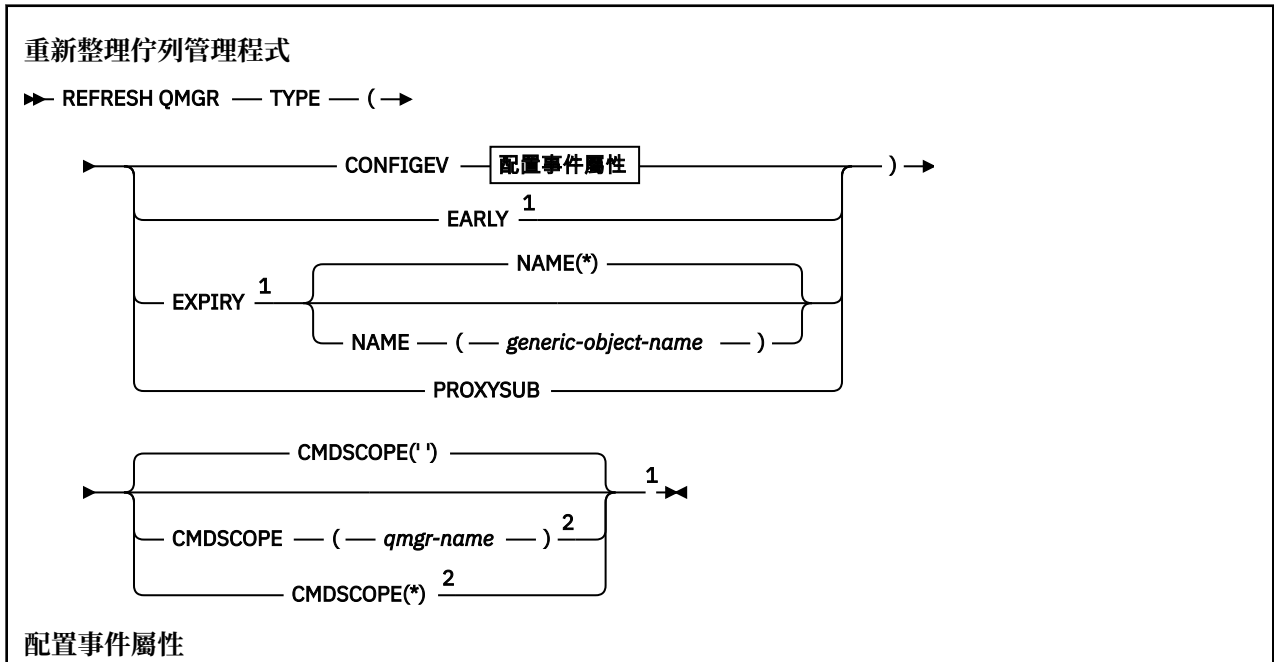 重新整理佇列管理程式
REFRESH QMGR TYPE (
CONFIGEV 配置事件屬性 )
EARLY 1
NAME(*)
EXPIRY 1
NAME ( generic-object-name )
PROXYSUB
CMDSCOPE(' ')
1
CMDSCOPE ( qmgr-name ) 2
CMDSCOPE(*) 2
配置事件屬性